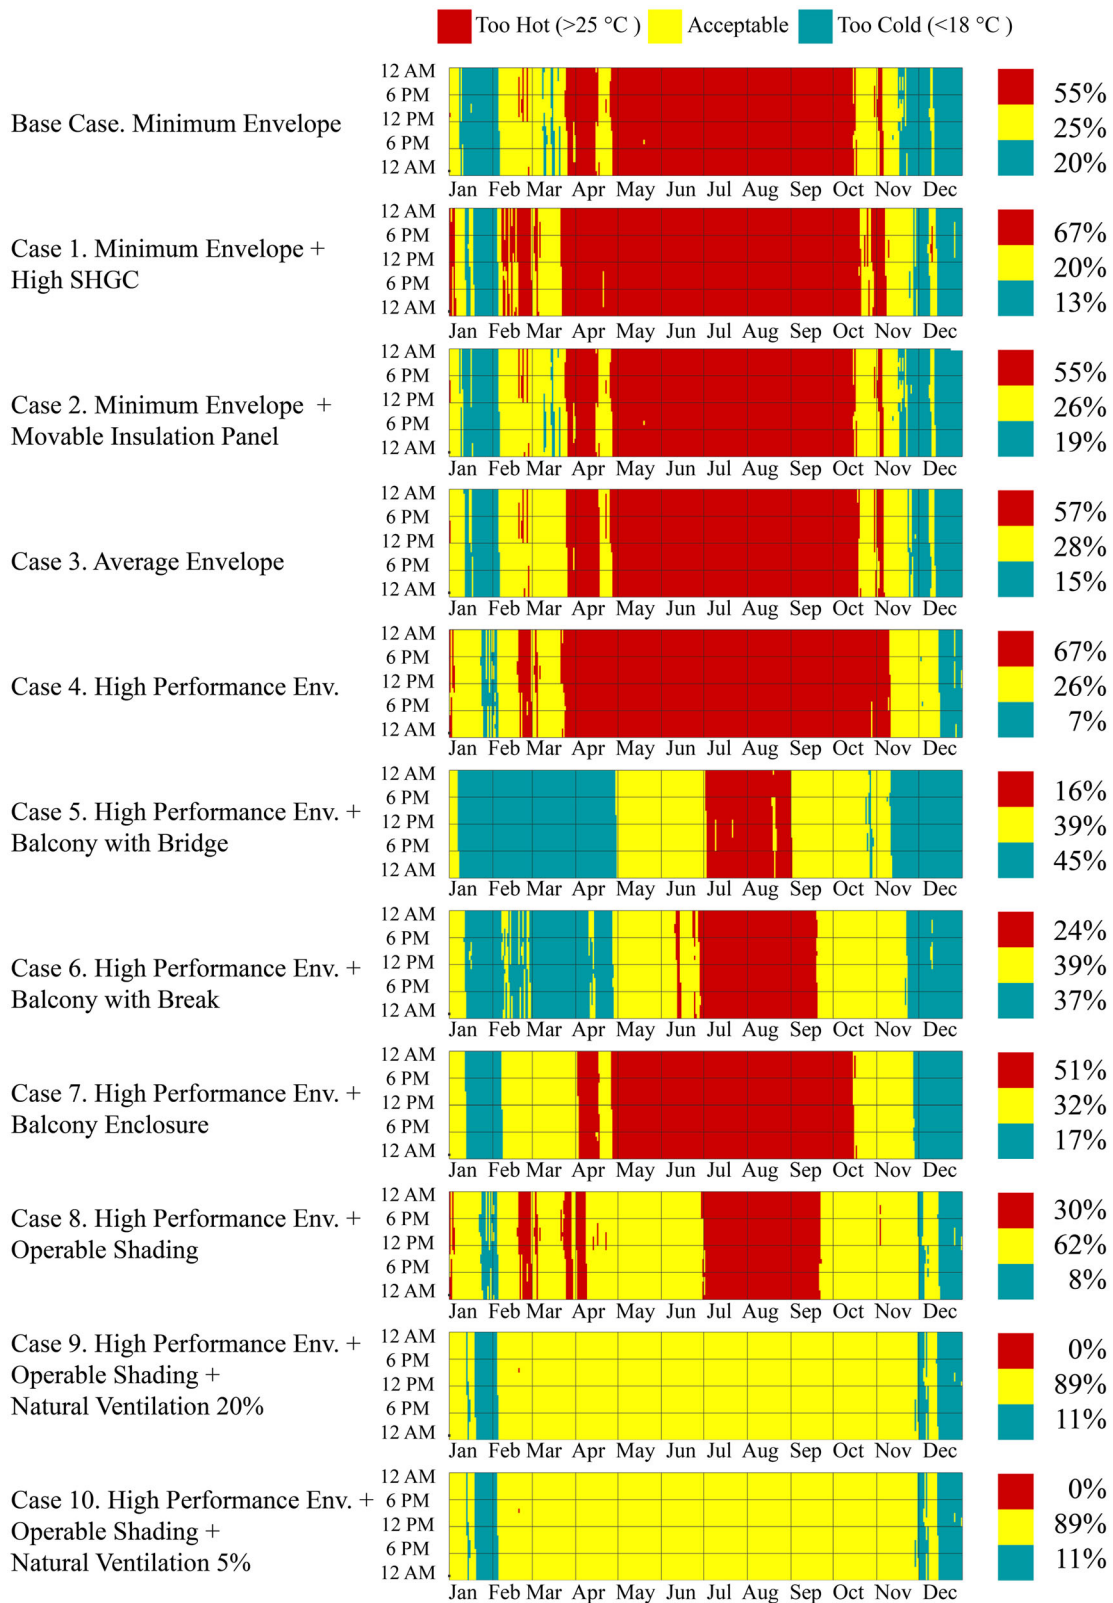 Too Hot (>25 °C ) Acceptable Too Cold (<18 °C )
12 AM
6 PM
12 PM
6 PM
12 AM
Base Case. Minimum Envelope
55%
25%
20%
Jan Feb Mar Apr May Jun Jul Aug Sep Oct Nov Dec
12 AM
6 PM
12 PM
6 PM
12 AM
Case 1. Minimum Envelope +
High SHGC
67%
20%
13%
Jan Feb Mar Apr May Jun Jul Aug Sep Oct Nov Dec
12 AM
6 PM
12 PM
6 PM
12 AM
Case 2. Minimum Envelope +
Movable Insulation Panel
55%
26%
19%
Jan Feb Mar Apr May Jun Jul Aug Sep Oct Nov Dec
12 AM
6 PM
12 PM
6 PM
12 AM
Case 3. Average Envelope
57%
28%
15%
Jan Feb Mar Apr May Jun Jul Aug Sep Oct Nov Dec
12 AM
6 PM
12 PM
6 PM
12 AM
Case 4. High Performance Env.
67%
26%
7%
Jan Feb Mar Apr May Jun Jul Aug Sep Oct Nov Dec
12 AM
6 PM
12 PM
6 PM
12 AM
Case 5. High Performance Env. +
Balcony with Bridge
16%
39%
45%
Jan Feb Mar Apr May Jun Jul Aug Sep Oct Nov Dec
12 AM
6 PM
12 PM
6 PM
12 AM
Case 6. High Performance Env. +
Balcony with Break
24%
39%
37%
Jan Feb Mar Apr May Jun Jul Aug Sep Oct Nov Dec
12 AM
6 PM
12 PM
6 PM
12 AM
Case 7. High Performance Env. +
Balcony Enclosure
51%
32%
17%
Jan Feb Mar Apr May Jun Jul Aug Sep Oct Nov Dec
12 AM
6 PM
12 PM
6 PM
12 AM
Case 8. High Performance Env. +
Operable Shading
30%
62%
8%
Jan Feb Mar Apr May Jun Jul Aug Sep Oct Nov Dec
12 AM
6 PM
12 PM
6 PM
12 AM
Case 9. High Performance Env. +
Operable Shading +
Natural Ventilation 20%
0%
89%
11%
Jan Feb Mar Apr May Jun Jul Aug Sep Oct Nov Dec
12 AM
6 PM
12 PM
6 PM
12 AM
Case 10. High Performance Env. +
Operable Shading +
Natural Ventilation 5%
0%
89%
11%
Jan Feb Mar Apr May Jun Jul Aug Sep Oct Nov Dec